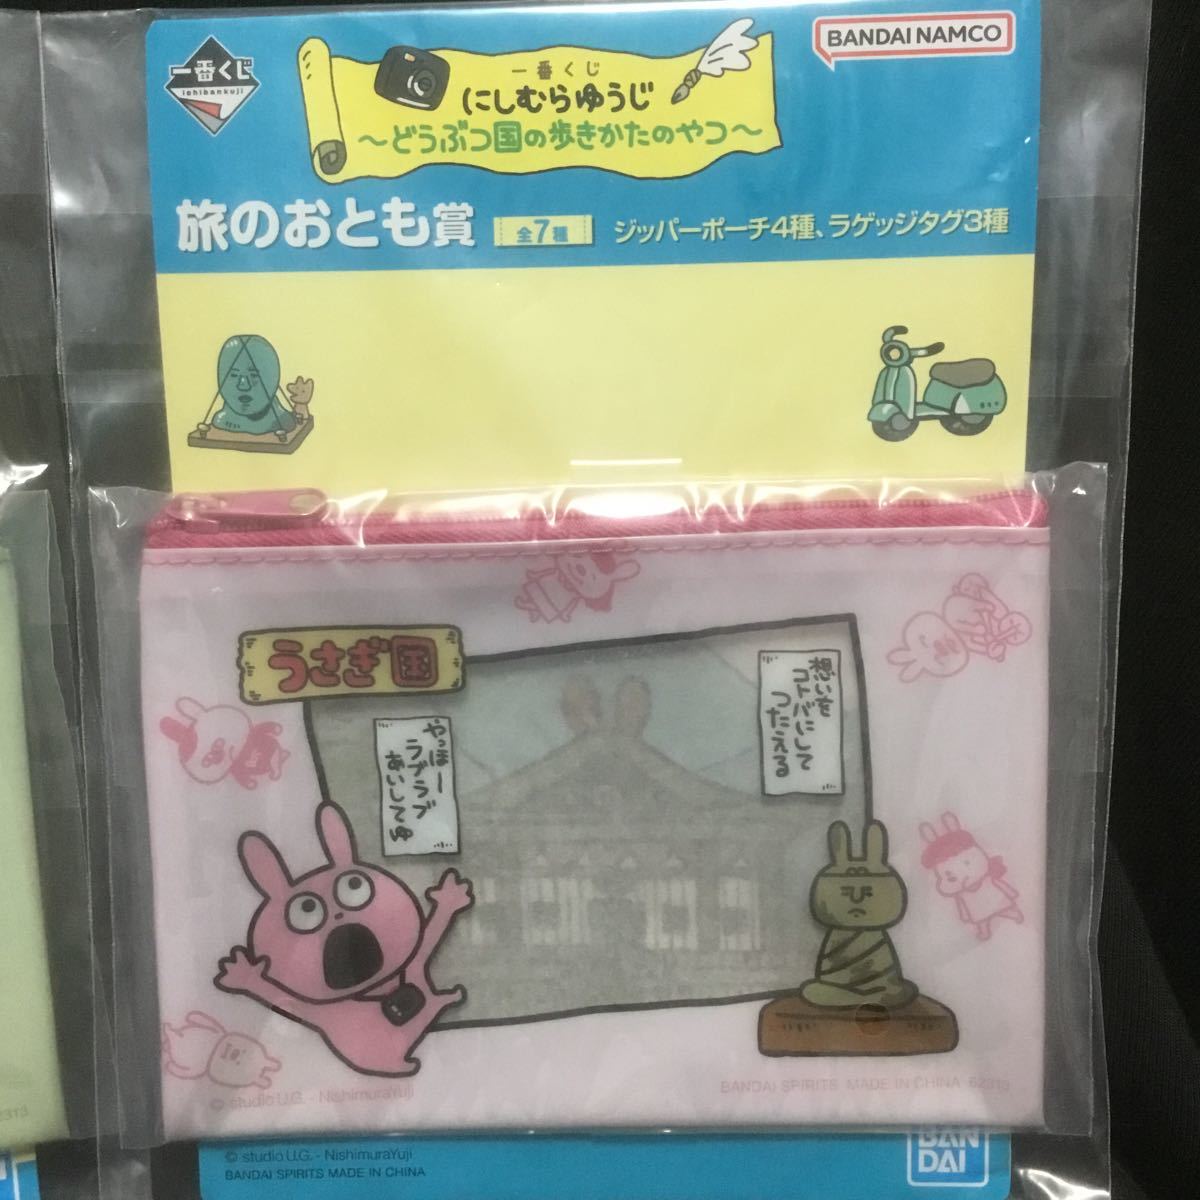 一番くじ
ichibankuji
BANDAI NAMCO
一番くじ
にしむらゆうじ
～どうぶつ国の歩きかたのやつ～
旅のおとも賞
全7種
ジッパーポーチ4種、ラゲッジタグ3種
うさぎ国
想いを
コトバにして
つたえる
やっほー
ラブラブ
あいしてゆ
© studio U.G. - NishimuraYuji
BANDAI SPIRITS MADE IN CHINA 62313
2313
© studio U.G. - NishimuraYuji
BANDAI SPIRITS MADE IN CHINA
BAN
DAI